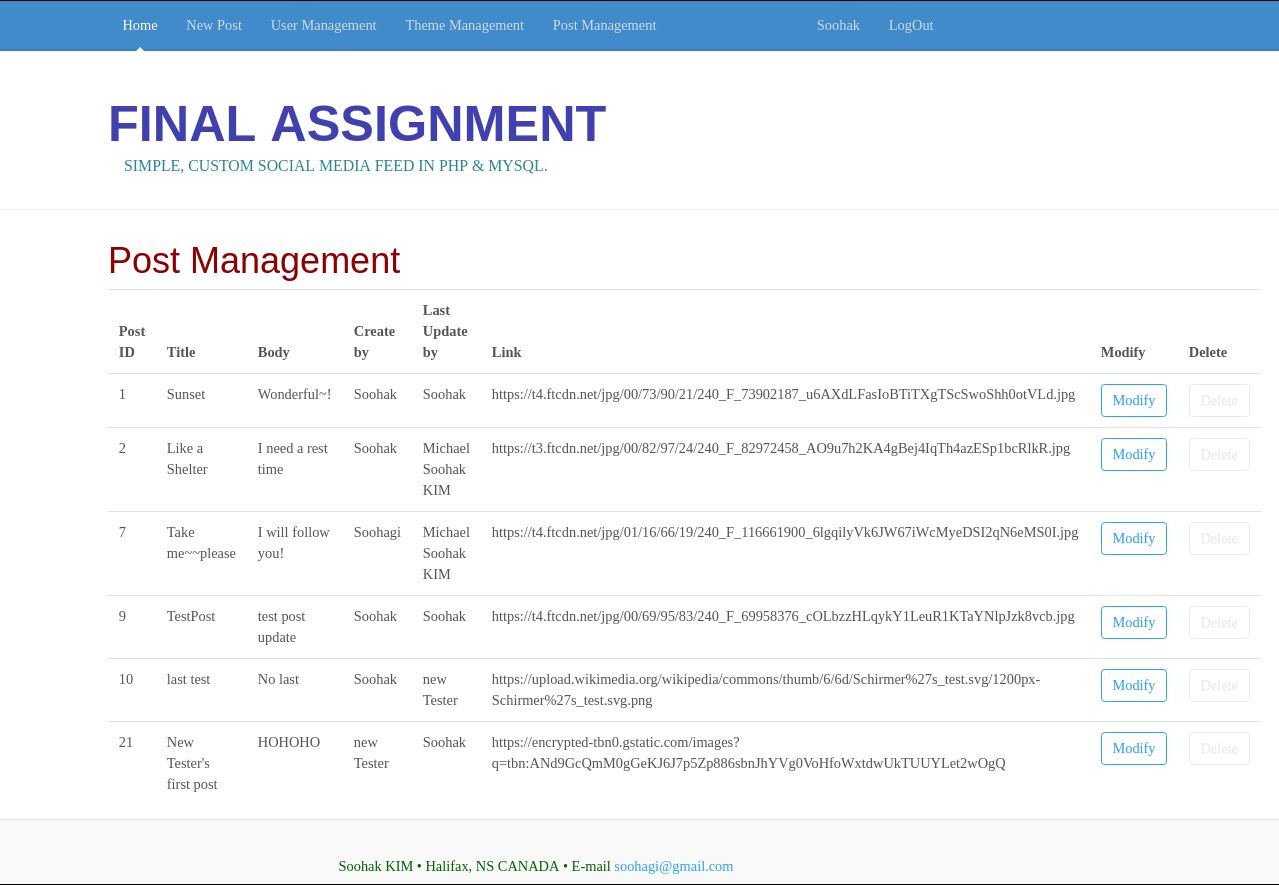 Home New Post User Management Theme Management Post Management Soohak LogOut
FINAL ASSIGNMENT
SIMPLE, CUSTOM SOCIAL MEDIA FEED IN PHP & MYSQL.
Post Management
Post ID Title Body Create by Last Update by Link Modify Delete
1 Sunset Wonderful~! Soohak Soohak https://t4.ftcdn.net/jpg/00/73/90/21/240_F_73902187_u6AXdLFasIoBTiTXgTScSwoShh0otVLd.jpg Modify Delete
2 Like a Shelter I need a rest time Soohak Michael Soohak KIM https://t3.ftcdn.net/jpg/00/82/97/24/240_F_82972458_AO9u7h2KA4gBej4IqTh4azESp1bcRlkR.jpg Modify Delete
7 Take me~~please I will follow you! Soohagi Michael Soohak KIM https://t4.ftcdn.net/jpg/01/16/66/19/240_F_116661900_6lgqilyVk6JW67iWcMyeDSI2qN6eMS0I.jpg Modify Delete
9 TestPost test post update Soohak Soohak https://t4.ftcdn.net/jpg/00/69/95/83/240_F_69958376_cOLbzzHLqykY1LeuR1KTaYNlpJzk8vcb.jpg Modify Delete
10 last test No last Soohak new Tester https://upload.wikimedia.org/wikipedia/commons/thumb/6/6d/Schirmer%27s_test.svg/1200px-Schirmer%27s_test.svg.png Modify Delete
21 New Tester's first post HOHOHO new Tester Soohak https://encrypted-tbn0.gstatic.com/images?q=tbn:ANd9GcQmM0gGeKJ6J7p5Zp886sbnJhYVg0VoHfoWxtdwUkTUUYLet2wOgQ Modify Delete
Soohak KIM • Halifax, NS CANADA • E-mail soohagi@gmail.com